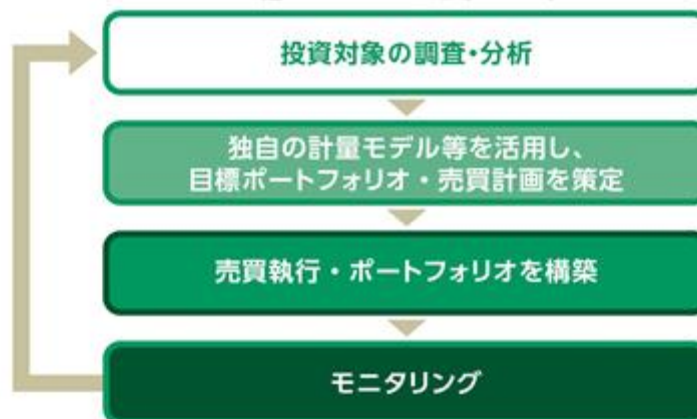 投資対象の調査・分析
独自の計量モデル等を活用し、
目標ポートフォリオ・売買計画を策定
売買執行・ポートフォリオを構築
モニタリング